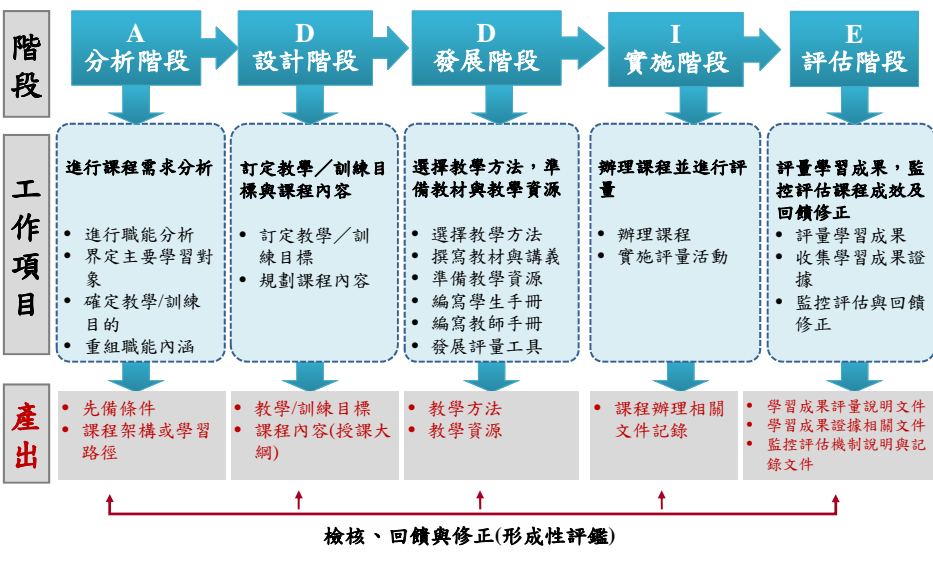 階
段
A
分析階段
D
設計階段
D
發展階段
I
實施階段
E
評估階段
工
作
項
目
進行課程需求分析
• 進行職能分析
• 界定主要學習對
象
• 確定教學/訓練
目的
• 重組職能內涵
訂定教學／訓練目
標與課程內容
• 訂定教學／訓
練目標
• 規劃課程內容
選擇教學方法，準
備教材與教學資源
• 選擇教學方法
• 撰寫教材與講義
• 準備教學資源
• 編寫學生手冊
• 編寫教師手冊
• 發展評量工具
辦理課程並進行評
量
• 辦理課程
• 實施評量活動
評量學習成果，監
控評估課程成效及
回饋修正
• 評量學習成果
• 收集學習成果證
據
• 監控評估與回饋
修正
產
出
• 先備條件
• 課程架構或學習
路徑
• 教學/訓練目標
• 課程內容(授課大
綱)
• 教學方法
• 教學資源
• 課程辦理相關
文件記錄
• 學習成果評量說明文件
• 學習成果證據相關文件
• 監控評估機制說明與記
錄文件
檢核、回饋與修正(形成性評鑑)